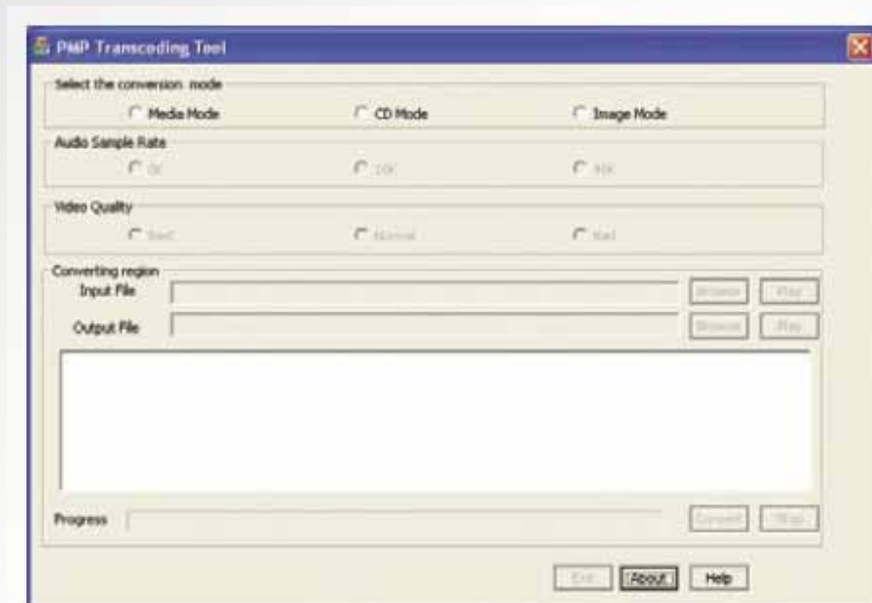 PMP Transcoding Tool
Select the conversion mode
Media Mode CD Mode Image Mode
Audio Sample Rate
Video Quality
Normal
Converting region
Input File Browse Play
Output File Browse Play
Progress Convert Stop
Exit About Help